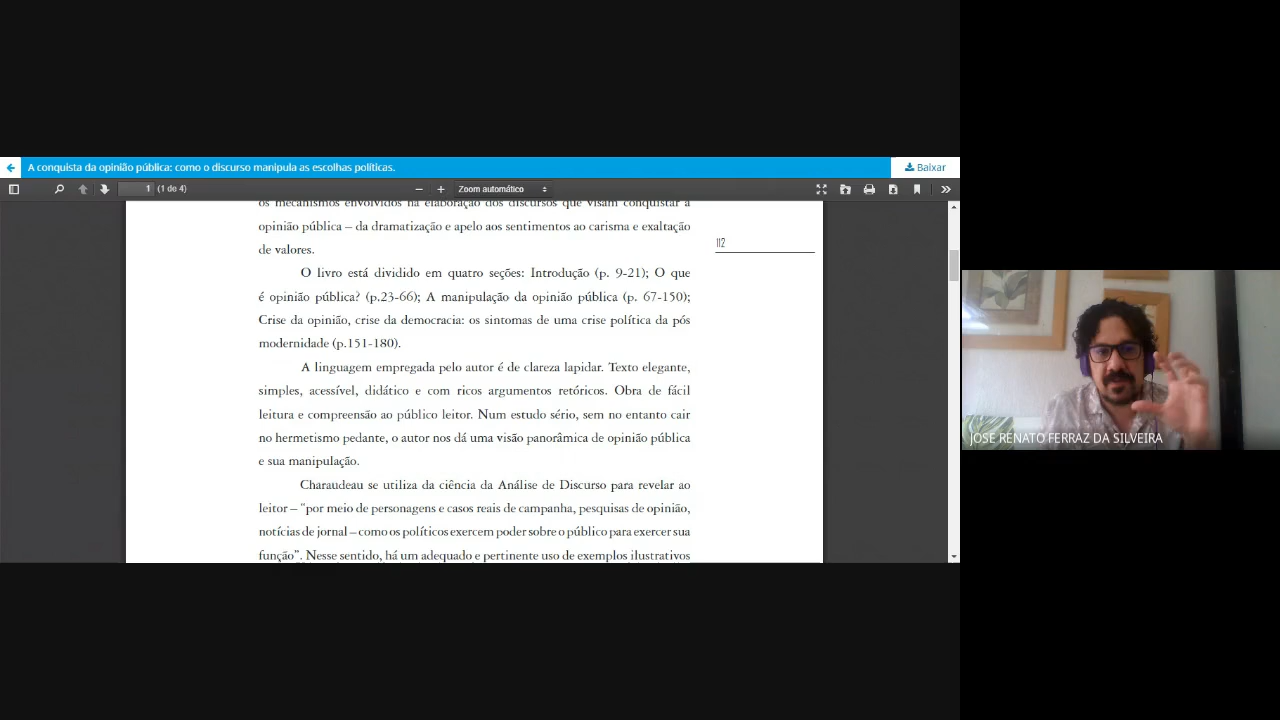 A conquista da opinião pública: como o discurso manipula as escolhas políticas.
Baixar
1 (1 de 4)
Zoom automático
os mecanismos envolvidos na elaboração dos discursos que visam conquistar a
opinião pública – da dramatização e apelo aos sentimentos ao carisma e exaltação
de valores.
112
O livro está dividido em quatro seções: Introdução (p. 9-21); O que
é opinião pública? (p.23-66); A manipulação da opinião pública (p. 67-150);
Crise da opinião, crise da democracia: os sintomas de uma crise política da pós
modernidade (p.151-180).
A linguagem empregada pelo autor é de clareza lapidar. Texto elegante,
simples, acessível, didático e com ricos argumentos retóricos. Obra de fácil
leitura e compreensão ao público leitor. Num estudo sério, sem no entanto cair
no hermetismo pedante, o autor nos dá uma visão panorâmica de opinião pública
e sua manipulação.
Charaudeau se utiliza da ciência da Análise de Discurso para revelar ao
leitor – “por meio de personagens e casos reais de campanha, pesquisas de opinião,
notícias de jornal – como os políticos exercem poder sobre o público para exercer sua
função”. Nesse sentido, há um adequado e pertinente uso de exemplos ilustrativos
JOSE RENATO FERRAZ DA SILVEIRA